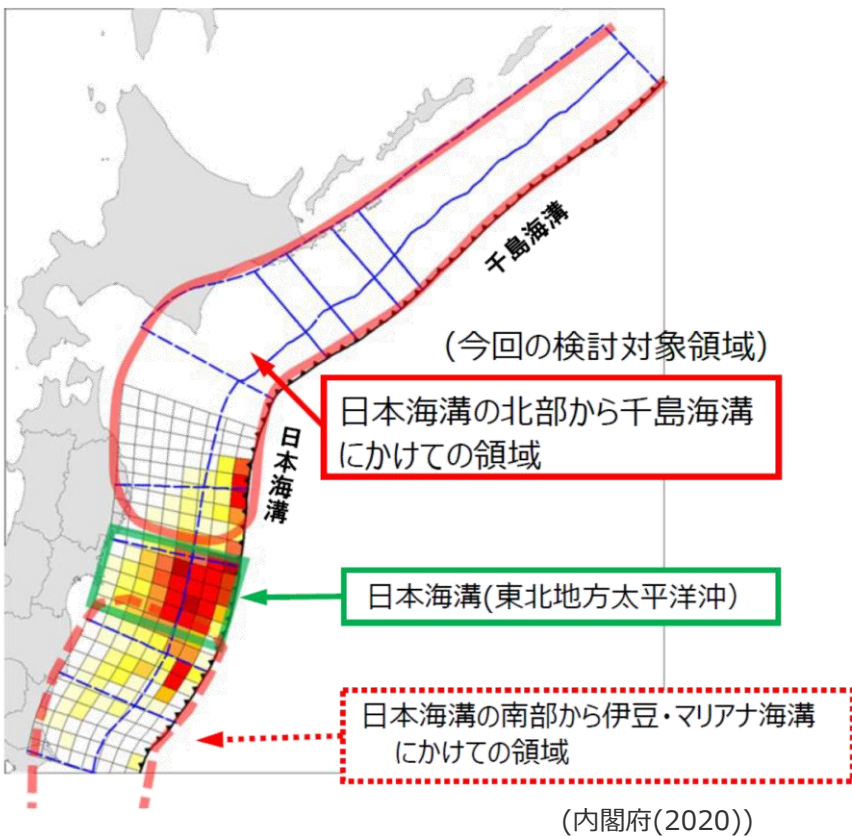 千島海溝
(今回の検討対象領域)
日本海溝の北部から千島海溝
にかけての領域
日本海溝
日本海溝(東北地方太平洋沖)
日本海溝の南部から伊豆・マリアナ海溝
にかけての領域
(内閣府(2020))